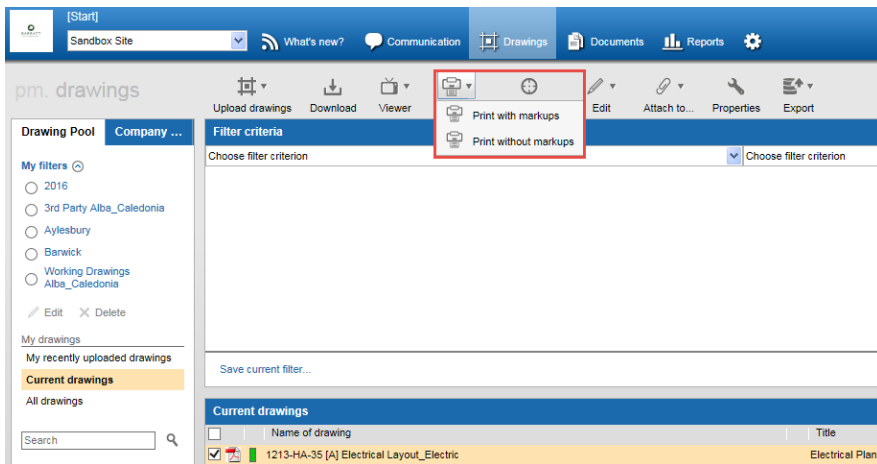 [Start]
BARRATT
Sandbox Site
What's new?
Communication
Drawings
Documents
Reports
pm. drawings
Upload drawings
Download
Viewer
Edit
Attach to...
Properties
Export
Print with markups
Print without markups
Drawing Pool
Company ...
Filter criteria
Choose filter criterion
Choose filter criterion
My filters
2016
3rd Party Alba_Caledonia
Aylesbury
Barwick
Working Drawings
Alba_Caledonia
Edit
Delete
My drawings
My recently uploaded drawings
Current drawings
All drawings
Search
Save current filter...
Current drawings
Name of drawing
Title
1213-HA-35 [A] Electrical Layout_Electric
Electrical Plan